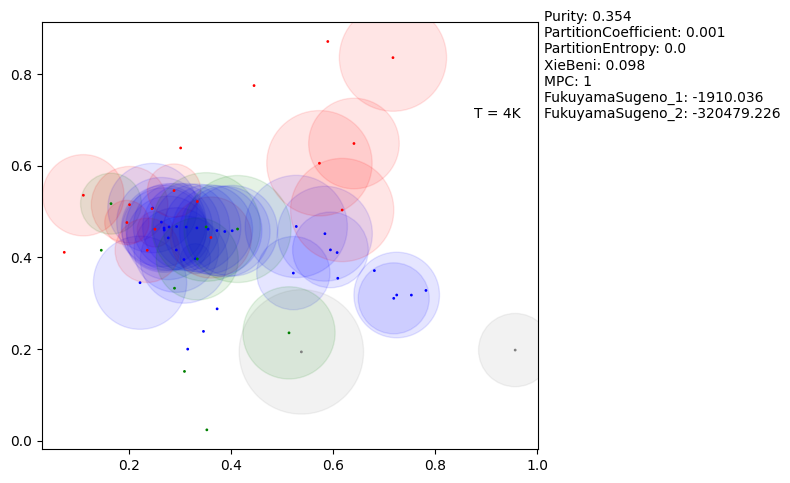 Purity: 0.354
PartitionCoefficient: 0.001
PartitionEntropy: 0.0
XieBeni: 0.098
MPC: 1
FukuyamaSugeno_1: -1910.036
FukuyamaSugeno_2: -320479.226
T = 4K
0.8
0.6
0.4
0.2
0.0
0.2
0.4
0.6
0.8
1.0